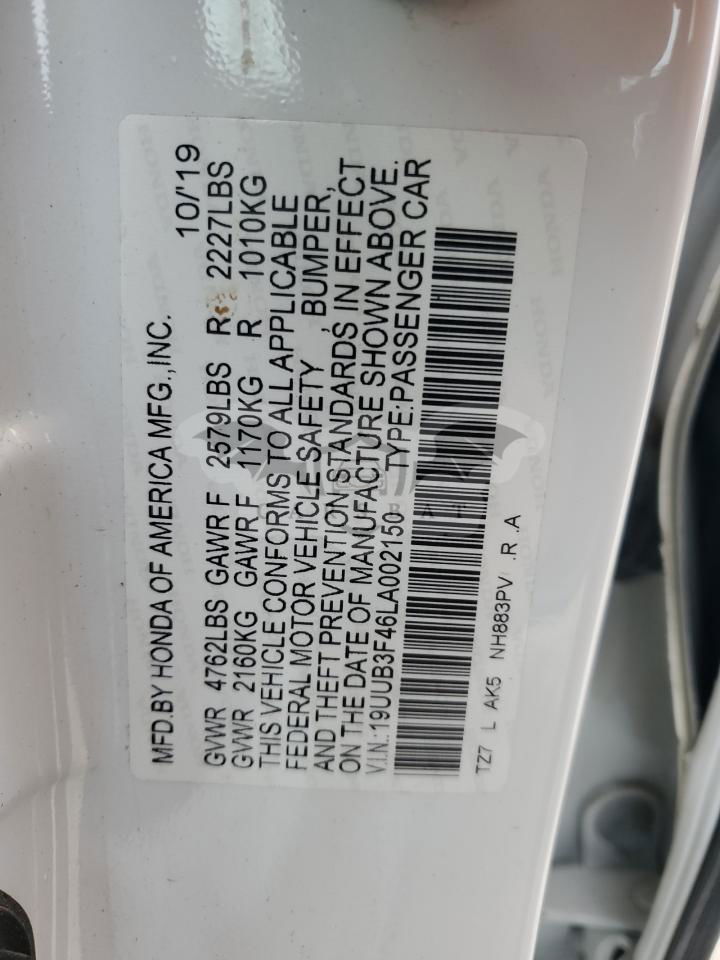 MFD.BY HONDA OF AMERICA MFG.,INC. 10/'19
GVWR 4762LBS GAWR F 2579LBS R 2227LBS
GVWR 2160KG GAWR F 1170KG R 1010KG
THIS VEHICLE CONFORMS TO ALL APPLICABLE
FEDERAL MOTOR VEHICLE SAFETY , BUMPER,
AND THEFT PREVENTION STANDARDS IN EFFECT
ON THE DATE OF MANUFACTURE SHOWN ABOVE.
V.I.N.:19UUB3F46LA002150 TYPE:PASSENGER CAR
TZ7 L AK5 NH883PV .R .A